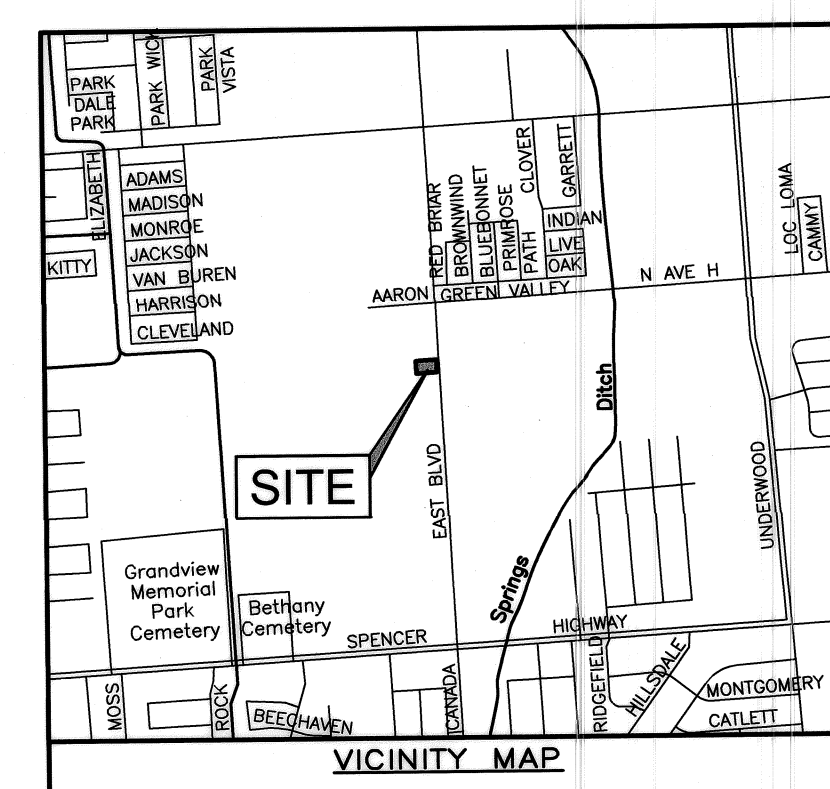 PARK
DALE
PARK
PARK WICK
PARK
VISTA
ELIZABETH
ADAMS
MADISON
MONROE
JACKSON
VAN BUREN
HARRISON
CLEVELAND
KITTY
RED BRIAR
BROWNWIND
BLUEBONNET
PRIMROSE
PATH
CLOVER
GARRETT
INDIAN
LIVE
OAK
AARON
GREEN VALLEY
N AVE H
LOC LOMA
CAMMY
Ditch
SITE
EAST BLVD
UNDERWOOD
Springs
Grandview
Memorial
Park
Cemetery
Bethany
Cemetery
SPENCER
HIGHWAY
MOSS
ROCK
BEECHAVEN
CANADA
RIDGEFIELD
HILLSDALE
MONTGOMERY
CATLETT
VICINITY MAP